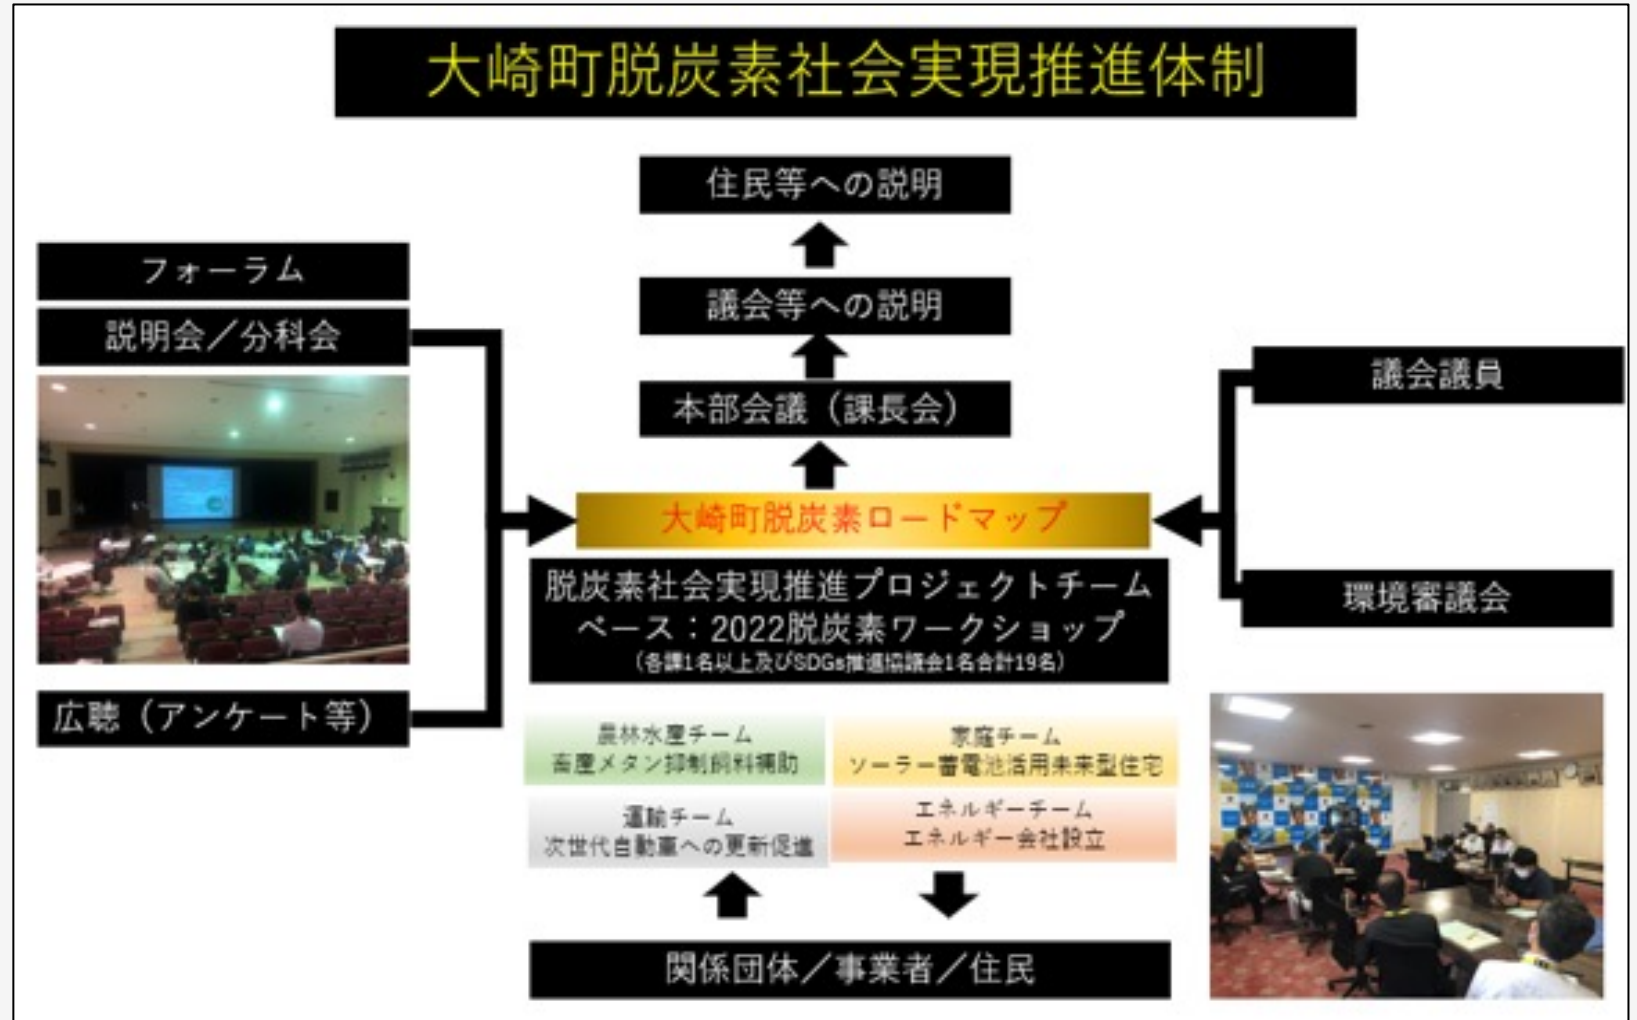 大崎町脱炭素社会実現推進体制
住民等への説明
議会等への説明
本部会議（課長会）
フォーラム
説明会／分科会
広聴（アンケート等）
議会議員
環境審議会
大崎町脱炭素ロードマップ
脱炭素社会実現推進プロジェクトチーム
ベース：2022脱炭素ワークショップ
（各課1名以上及びSDGs推進協議会1名合計19名）
農林水産チーム
畜産メタン抑制飼料補助
家庭チーム
ソーラー蓄電池活用未来型住宅
運輸チーム
次世代自動車への更新促進
エネルギーチーム
エネルギー会社設立
関係団体／事業者／住民